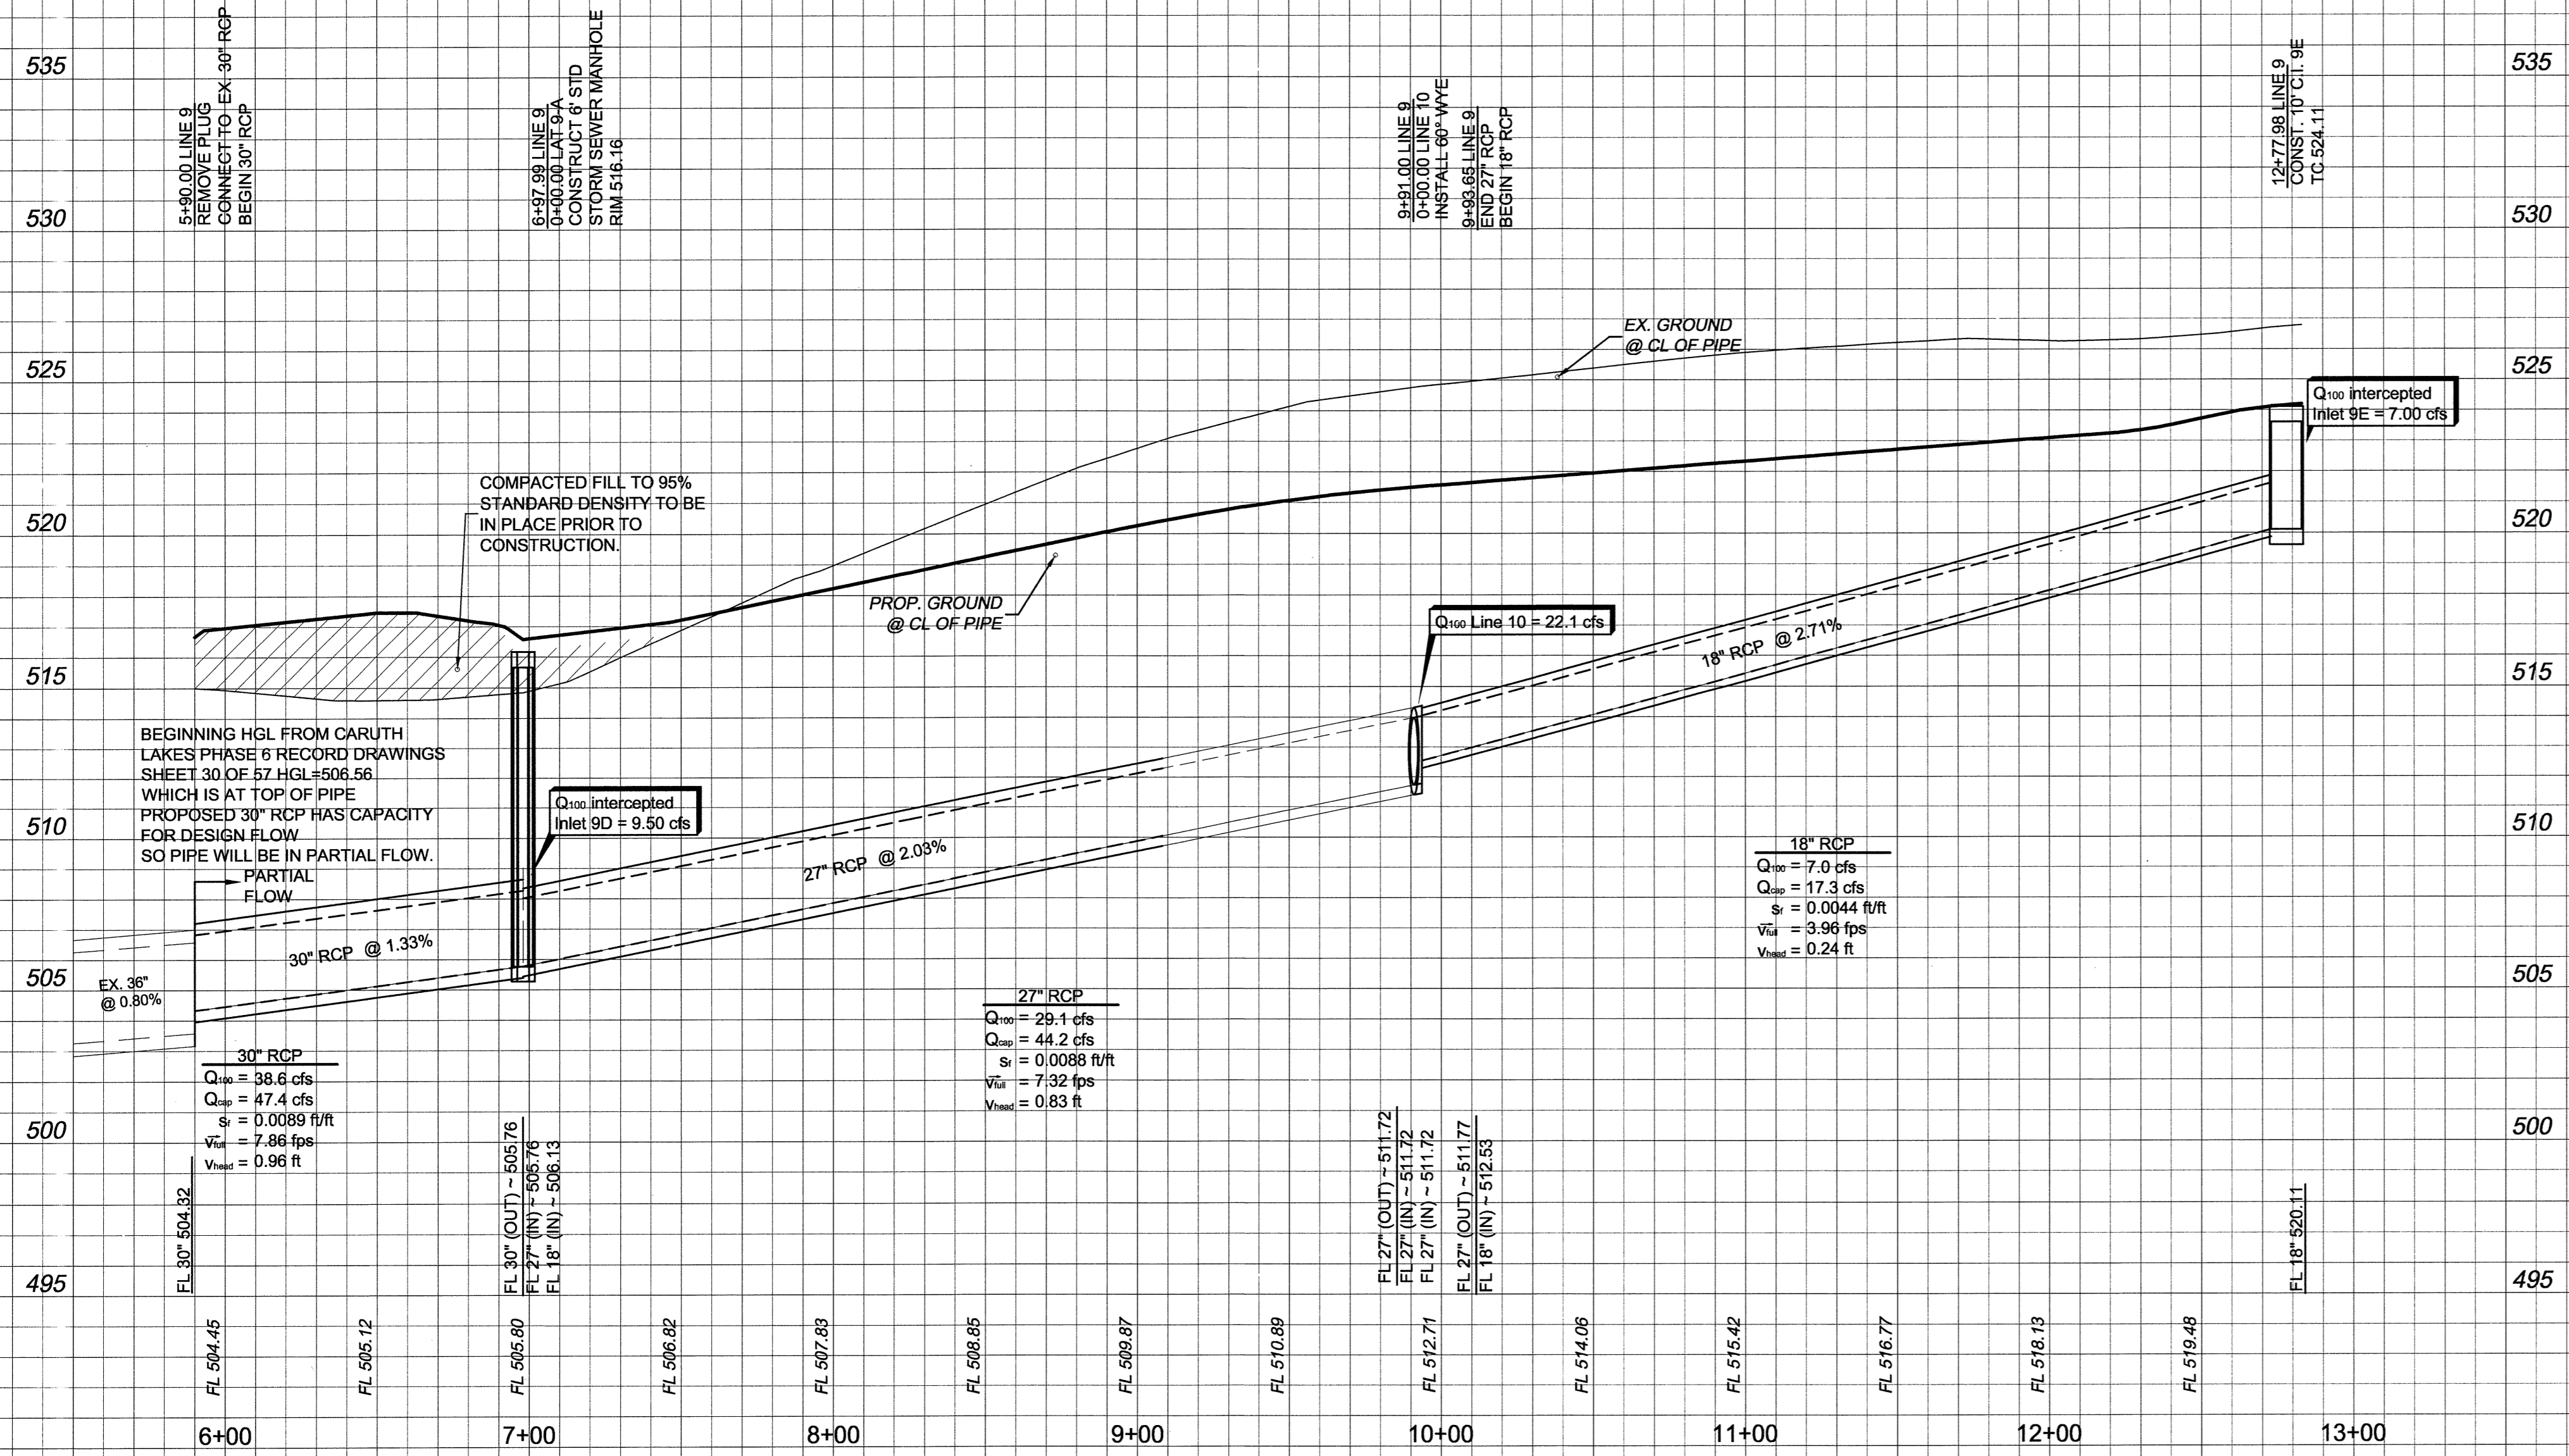 535
530
525
520
515
510
505
500
495
535
530
525
520
515
510
505
500
495
5+90.00 LINE 9
REMOVE PLUG
CONNECT TO EX. 30" RCP
BEGIN 30" RCP
6+97.99 LINE 9
0+00.00 LAT 9-A
CONSTRUCT 6' STD
STORM SEWER MANHOLE
RIM 516.16
9+91.00 LINE 9
0+00.00 LINE 10
INSTALL 60° WYE
9+93.65 LINE 9
END 27" RCP
BEGIN 18" RCP
12+77.98 LINE 9
CONST. 10' C.I. 9E
TC 524.11
EX. GROUND
@ CL OF PIPE
Q100 intercepted
Inlet 9E = 7.00 cfs
COMPACTED FILL TO 95%
STANDARD DENSITY TO BE
IN PLACE PRIOR TO
CONSTRUCTION.
PROP. GROUND
@ CL OF PIPE
Q100 Line 10 = 22.1 cfs
18" RCP @ 2.71%
BEGINNING HGL FROM CARUTH
LAKES PHASE 6 RECORD DRAWINGS
SHEET 30 OF 57 HGL=506.56
WHICH IS AT TOP OF PIPE
PROPOSED 30" RCP HAS CAPACITY
FOR DESIGN FLOW
SO PIPE WILL BE IN PARTIAL FLOW.
PARTIAL
FLOW
Q100 intercepted
Inlet 9D = 9.50 cfs
27" RCP @ 2.03%
30" RCP @ 1.33%
EX. 36"
@ 0.80%
18" RCP
Q100 = 7.0 cfs
Qcap = 17.3 cfs
Sf = 0.0044 ft/ft
Vfull = 3.96 fps
Vhead = 0.24 ft
27" RCP
Q100 = 29.1 cfs
Qcap = 44.2 cfs
Sf = 0.0088 ft/ft
Vfull = 7.32 fps
Vhead = 0.83 ft
30" RCP
Q100 = 38.6 cfs
Qcap = 47.4 cfs
Sf = 0.0089 ft/ft
Vfull = 7.86 fps
Vhead = 0.96 ft
FL 30" 504.32
FL 30" (OUT) ~ 505.76
FL 27" (IN) ~ 505.76
FL 18" (IN) ~ 506.13
FL 27" (OUT) ~ 511.72
FL 27" (IN) ~ 511.72
FL 27" (IN) ~ 511.72
FL 27" (OUT) ~ 511.77
FL 18" (IN) ~ 512.53
FL 18" 520.11
FL 504.45
FL 505.12
FL 505.80
FL 506.82
FL 507.83
FL 508.85
FL 509.87
FL 510.89
FL 512.71
FL 514.06
FL 515.42
FL 516.77
FL 518.13
FL 519.48
6+00
7+00
8+00
9+00
10+00
11+00
12+00
13+00